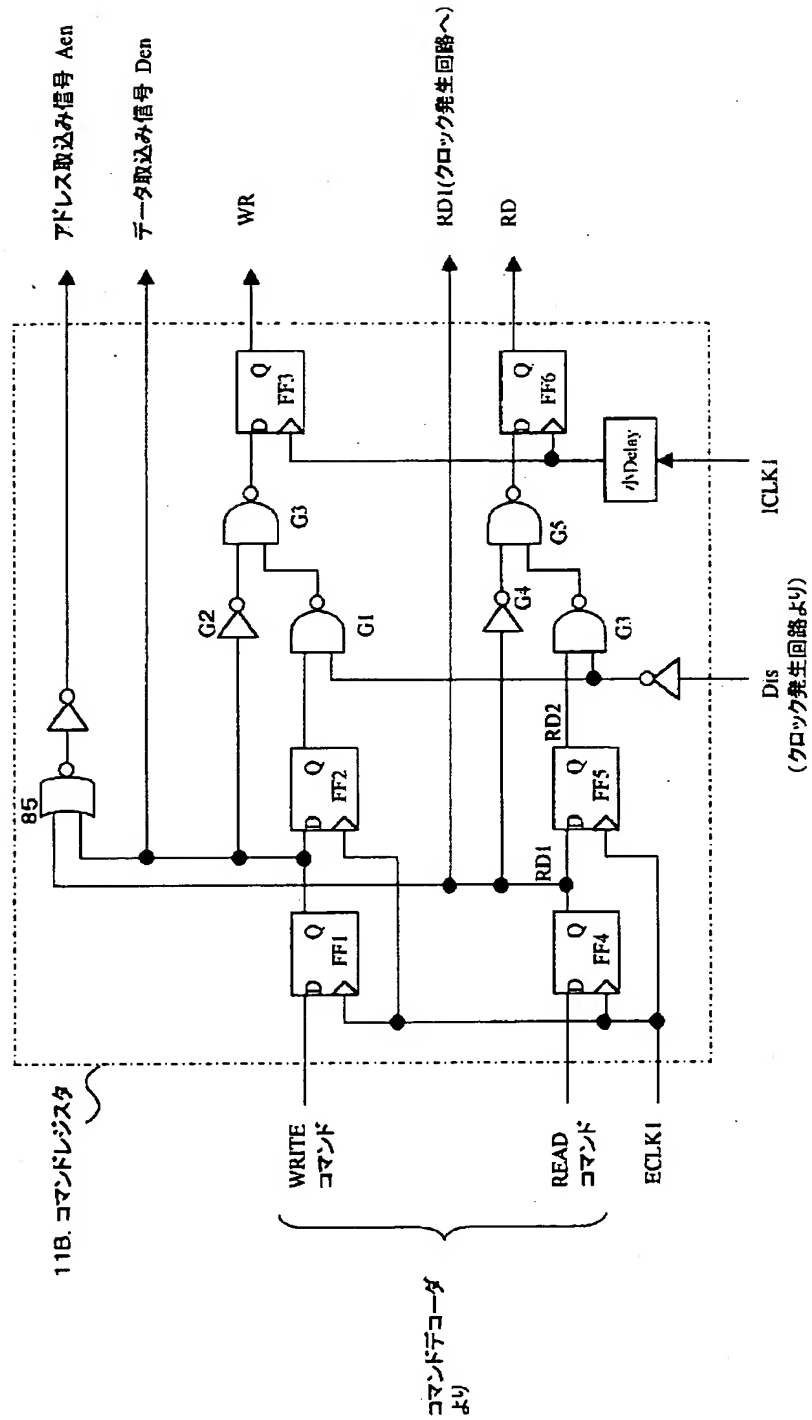 11B. コマンドレジスタ
アドレス取込み信号 Aen
データ取込み信号 Den
WR
RD1(クロック発生回路へ)
RD
85
G2
G3
G1
D Q
FF1
D Q
FF2
D Q
FF3
G4
G5
G3
RD1
RD2
D Q
FF4
D Q
FF5
D Q
FF6
小Delay
コマンドデコーダ
より
WRITE
コマンド
READ
コマンド
ECLK1
Dis
(クロック発生回路より)
ICLK1